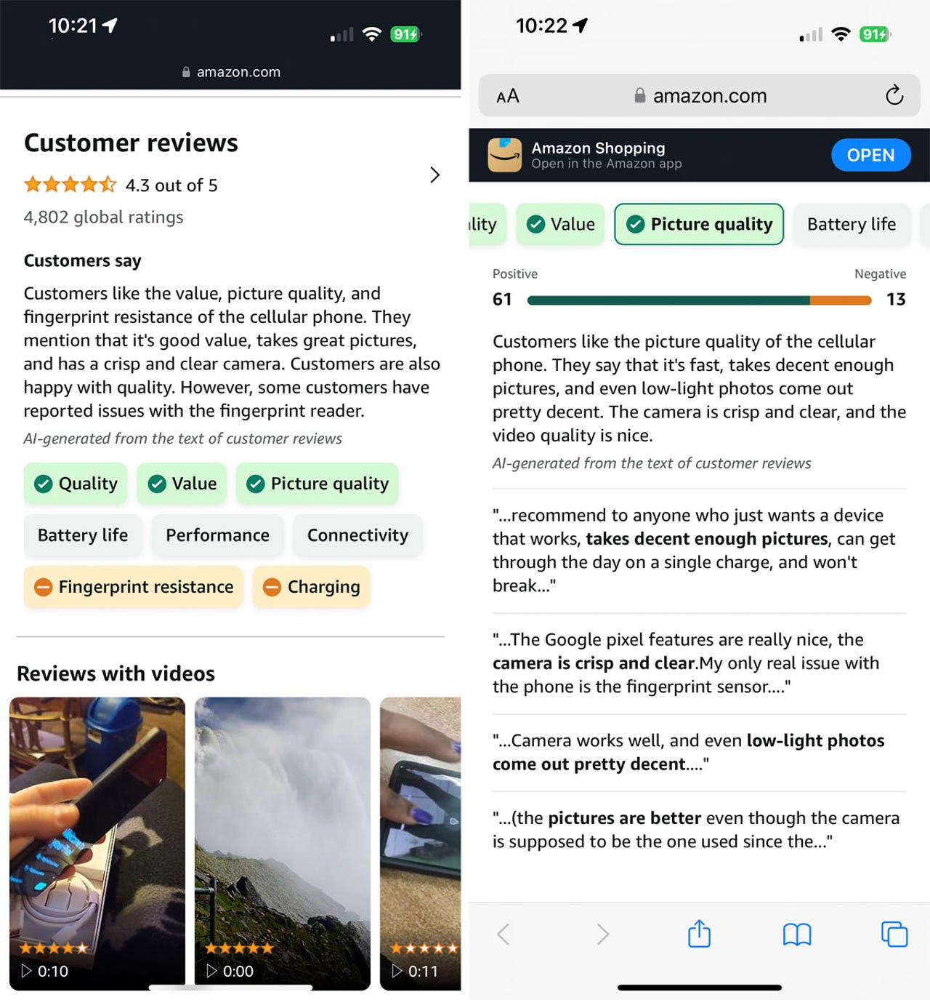 10:21
91
amazon.com
Customer reviews
4.3 out of 5
4,802 global ratings
Customers say
Customers like the value, picture quality, and
fingerprint resistance of the cellular phone. They
mention that it's good value, takes great pictures,
and has a crisp and clear camera. Customers are also
happy with quality. However, some customers have
reported issues with the fingerprint reader.
AI-generated from the text of customer reviews
Quality
Value
Picture quality
Battery life
Performance
Connectivity
Fingerprint resistance
Charging
Reviews with videos
0:10
0:00
0:11
10:22
91
AA
amazon.com
Amazon Shopping
Open in the Amazon app
OPEN
lity
Value
Picture quality
Battery life
Positive
Negative
61
13
Customers like the picture quality of the cellular
phone. They say that it's fast, takes decent enough
pictures, and even low-light photos come out
pretty decent. The camera is crisp and clear, and the
video quality is nice.
AI-generated from the text of customer reviews
"...recommend to anyone who just wants a device
that works, takes decent enough pictures, can get
through the day on a single charge, and won't
break..."
"...The Google pixel features are really nice, the
camera is crisp and clear.My only real issue with
the phone is the fingerprint sensor...."
"...Camera works well, and even low-light photos
come out pretty decent...."
"...(the pictures are better even though the camera
is supposed to be the one used since the..."